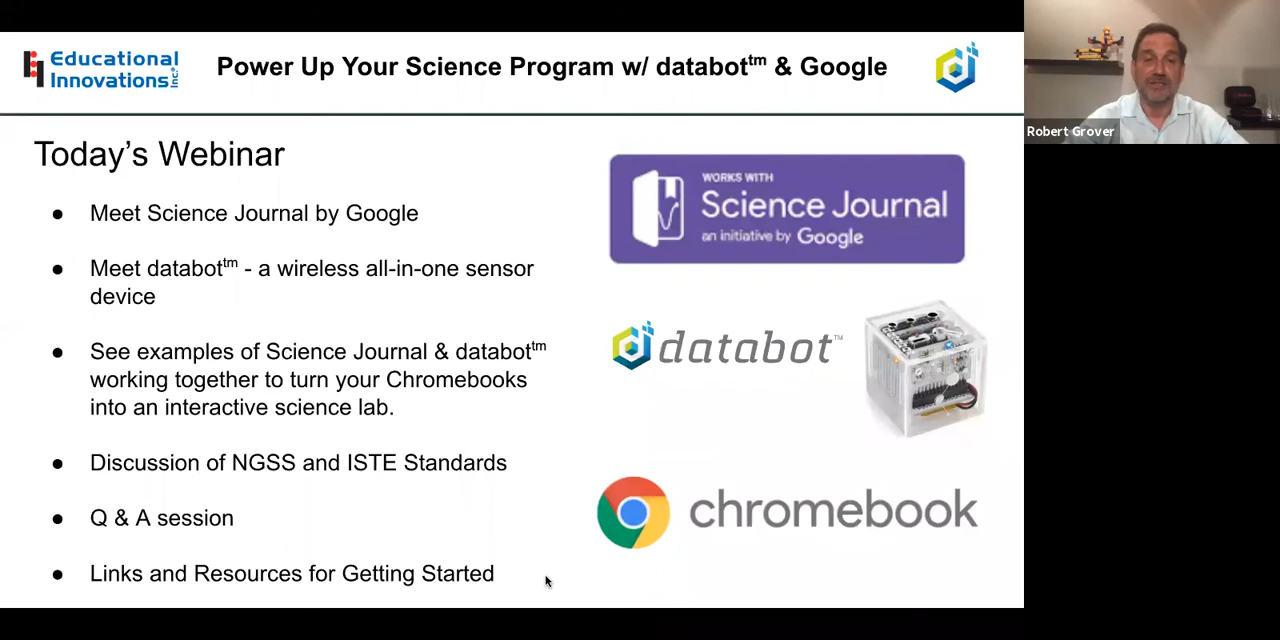 Educational
Innovations Inc.
Power Up Your Science Program w/ databot™ & Google
Robert Grover
Today's Webinar
● Meet Science Journal by Google
● Meet databot™ - a wireless all-in-one sensor
device
● See examples of Science Journal & databot™
working together to turn your Chromebooks
into an interactive science lab.
● Discussion of NGSS and ISTE Standards
● Q & A session
● Links and Resources for Getting Started
WORKS WITH
Science Journal
an initiative by Google
databot™
chromebook